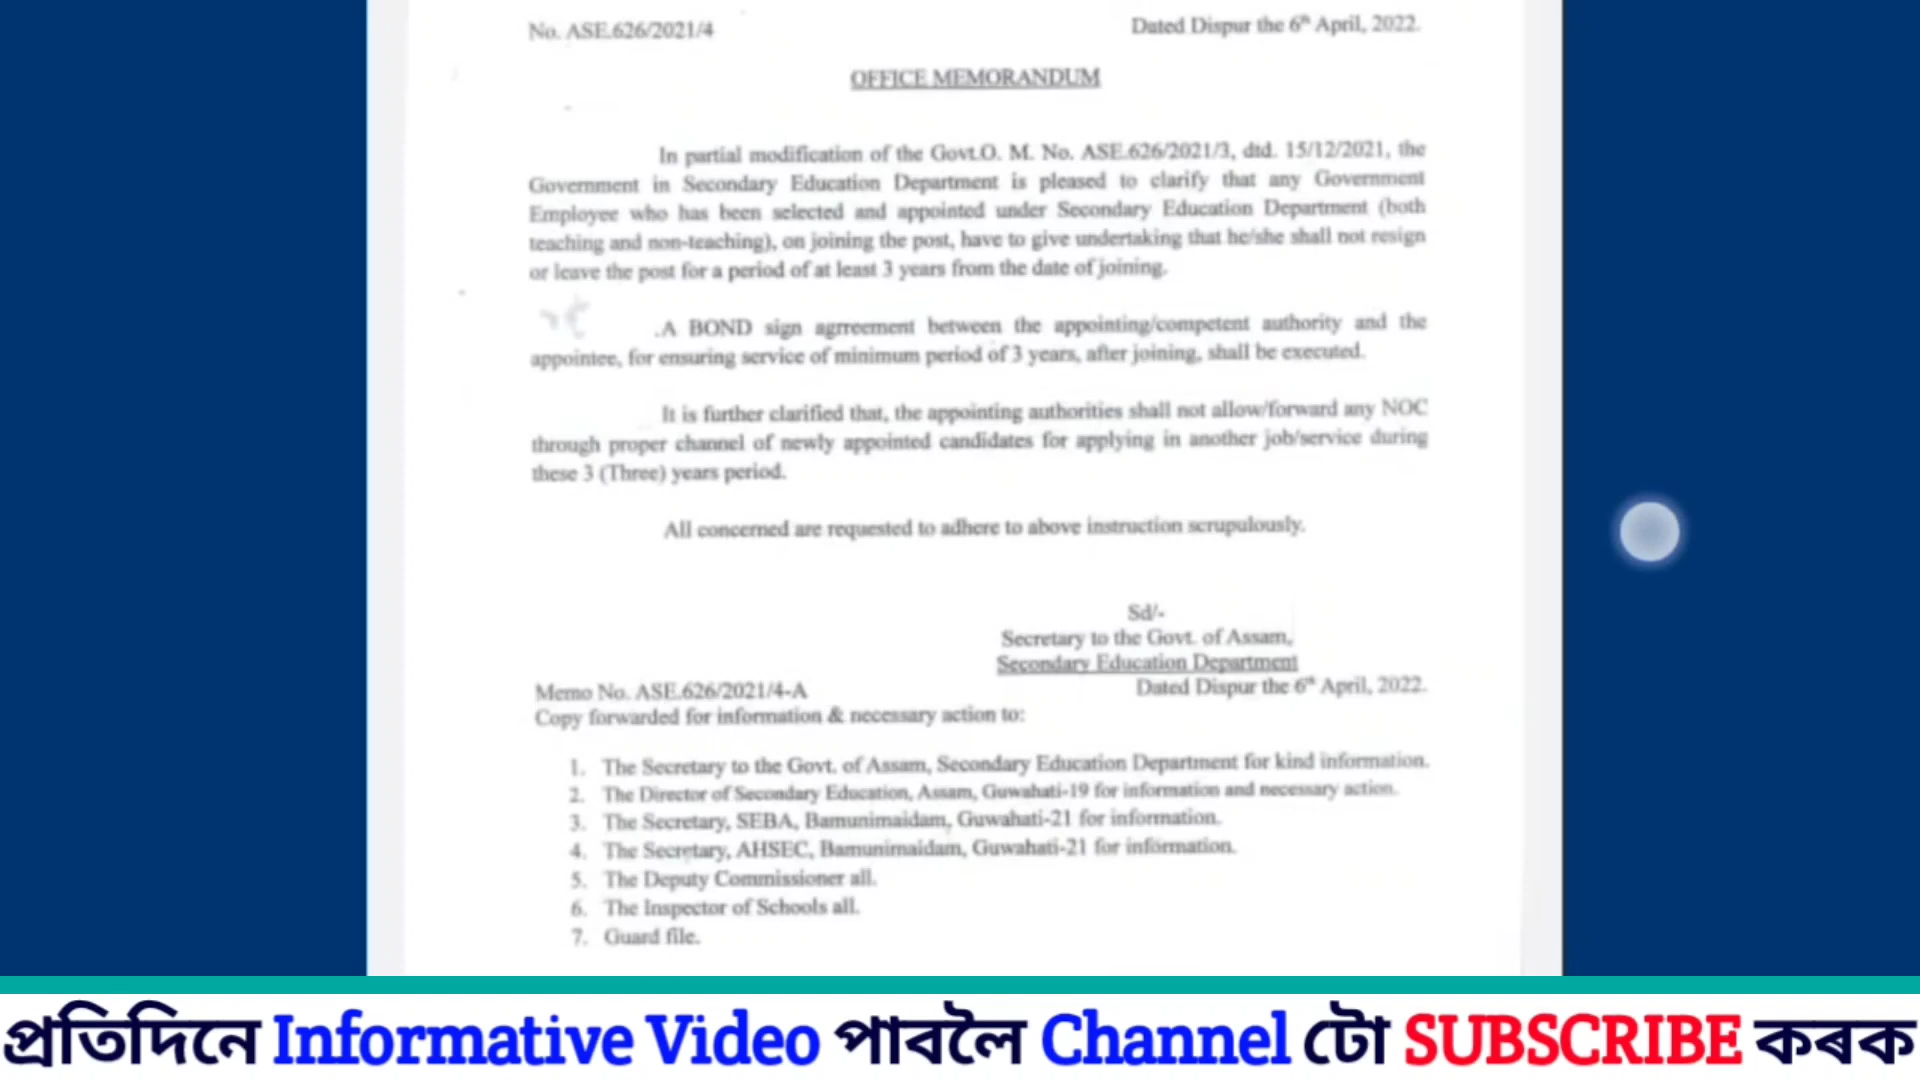 No. ASE.626/2021/4 Dated Dispur the 6th April, 2022.
OFFICE MEMORANDUM
In partial modification of the Govt.O. M. No. ASE.626/2021/3, dtd. 15/12/2021, the
Government in Secondary Education Department is pleased to clarify that any Government
Employee who has been selected and appointed under Secondary Education Department (both
teaching and non-teaching), on joining the post, have to give undertaking that he/she shall not resign
or leave the post for a period of at least 3 years from the date of joining.
.A BOND sign agrreement between the appointing/competent authority and the
appointee, for ensuring service of minimum period of 3 years, after joining, shall be executed.
It is further clarified that, the appointing authorities shall not allow/forward any NOC
through proper channel of newly appointed candidates for applying in another job/service during
these 3 (Three) years period.
All concerned are requested to adhere to above instruction scrupulously.
Sd/-
Secretary to the Govt. of Assam,
Secondary Education Department
Memo No. ASE.626/2021/4-A Dated Dispur the 6th April, 2022.
Copy forwarded for information & necessary action to:
1. The Secretary to the Govt. of Assam, Secondary Education Department for kind information.
2. The Director of Secondary Education, Assam, Guwahati-19 for information and necessary action.
3. The Secretary, SEBA, Bamunimaidam, Guwahati-21 for information.
4. The Secretary, AHSEC, Bamunimaidam, Guwahati-21 for information.
5. The Deputy Commissioner all.
6. The Inspector of Schools all.
7. Guard file.
প্ৰতিদিনে Informative Video পাবলৈ Channel টো SUBSCRIBE কৰক